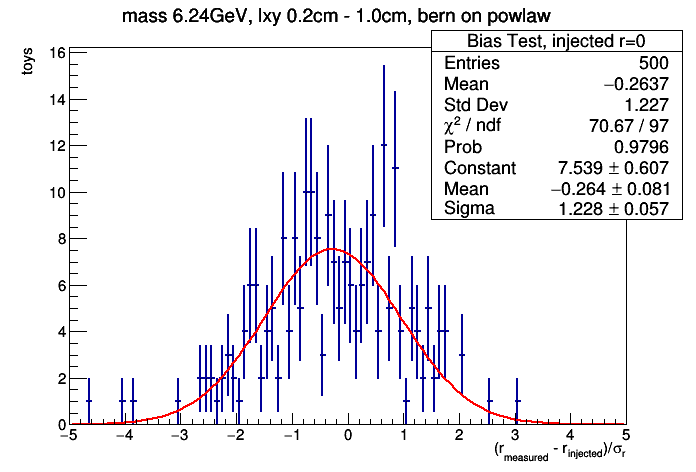 mass 6.24GeV, lxy 0.2cm - 1.0cm, bern on powlaw
toys
Bias Test, injected r=0
Entries 500
Mean −0.2637
Std Dev 1.227
χ² / ndf 70.67 / 97
Prob 0.9796
Constant 7.539 ± 0.607
Mean −0.264 ± 0.081
Sigma 1.228 ± 0.057
16
14
12
10
8
6
4
2
0
−5 −4 −3 −2 −1 0 1 2 3 4 5
(r_measured - r_injected)/σ_r